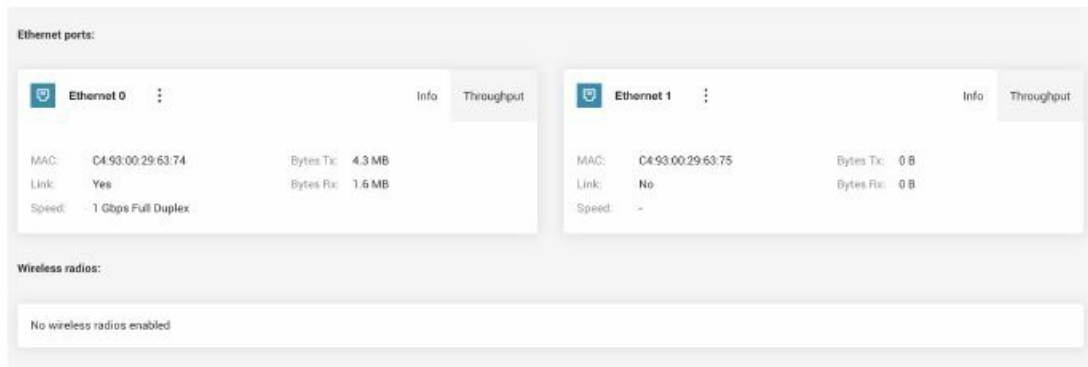 Ethernet ports:
Ethernet 0 Info Throughput
MAC: C4:93:00:29:63:74 Bytes Tx: 4.3 MB
Link: Yes Bytes Rx: 1.6 MB
Speed: 1 Gbps Full Duplex
Ethernet 1 Info Throughput
MAC: C4:93:00:29:63:75 Bytes Tx: 0 B
Link: No Bytes Rx: 0 B
Speed: -
Wireless radios:
No wireless radios enabled